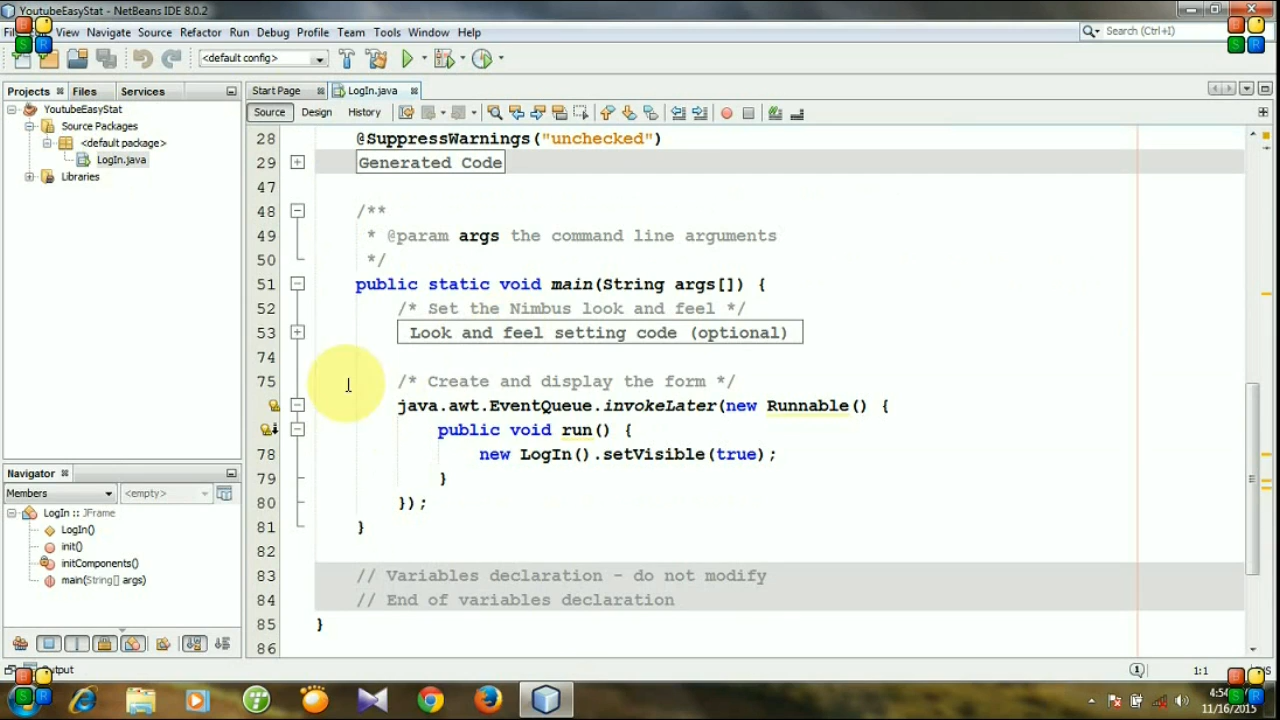 YoutubeEasyStat - NetBeans IDE 8.0.2
View Navigate Source Refactor Run Debug Profile Team Tools Window Help
Search (Ctrl+I)
<default config>
Projects Files Services
Start Page LogIn.java
YoutubeEasyStat
Source Packages
<default package>
LogIn.java
Libraries
Source Design History
28 @SuppressWarnings("unchecked")
29 Generated Code
47
48 /**
49 * @param args the command line arguments
50 */
51 public static void main(String args[]) {
52 /* Set the Nimbus look and feel */
53 Look and feel setting code (optional)
74
75 /* Create and display the form */
java.awt.EventQueue.invokeLater(new Runnable() {
public void run() {
78 new LogIn().setVisible(true);
79 }
80 });
81 }
82
83 // Variables declaration - do not modify
84 // End of variables declaration
85 }
86
Navigator
Members <empty>
LogIn :: JFrame
LogIn()
init()
initComponents()
main(String[] args)
1
1:1
B
S R
11/16/2015